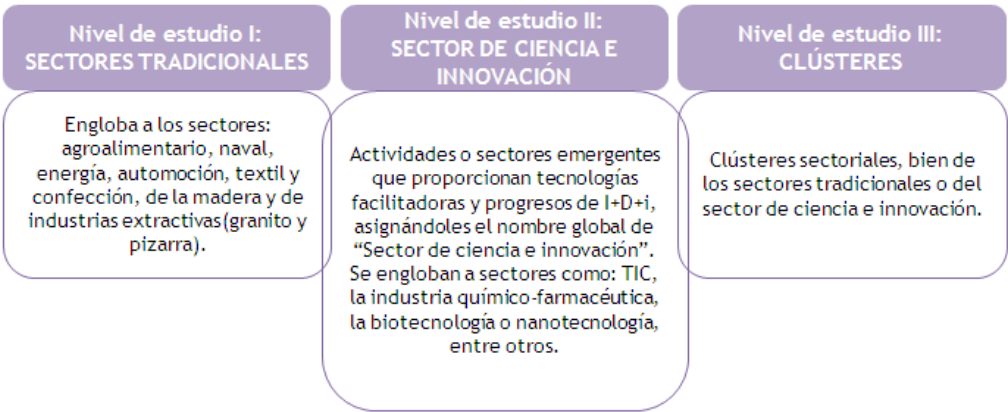 Nivel de estudio I:
SECTORES TRADICIONALES
Engloba a los sectores:
agroalimentario, naval,
energía, automoción, textil y
confección, de la madera y de
industrias extractivas(granito y
pizarra).
Nivel de estudio II:
SECTOR DE CIENCIA E
INNOVACIÓN
Actividades o sectores emergentes
que proporcionan tecnologías
facilitadoras y progresos de I+D+i,
asignándoles el nombre global de
“Sector de ciencia e innovación”.
Se engloban a sectores como: TIC,
la industria químico-farmacéutica,
la biotecnología o nanotecnología,
entre otros.
Nivel de estudio III:
CLÚSTERES
Clústeres sectoriales, bien de
los sectores tradicionales o del
sector de ciencia e innovación.